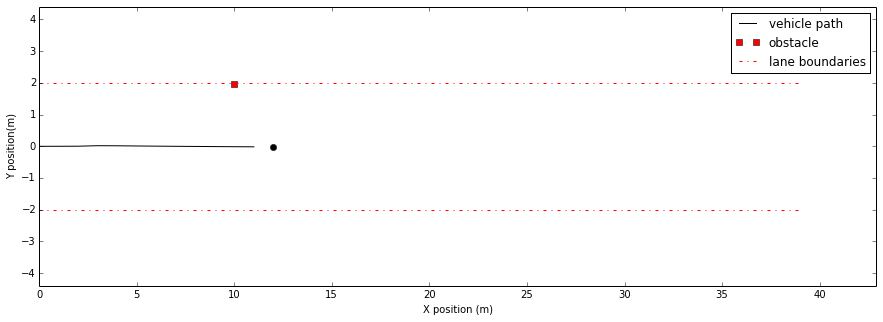 vehicle path
obstacle
lane boundaries
4
3
2
1
0
−1
−2
−3
−4
Y position(m)
0 5 10 15 20 25 30 35 40
X position (m)